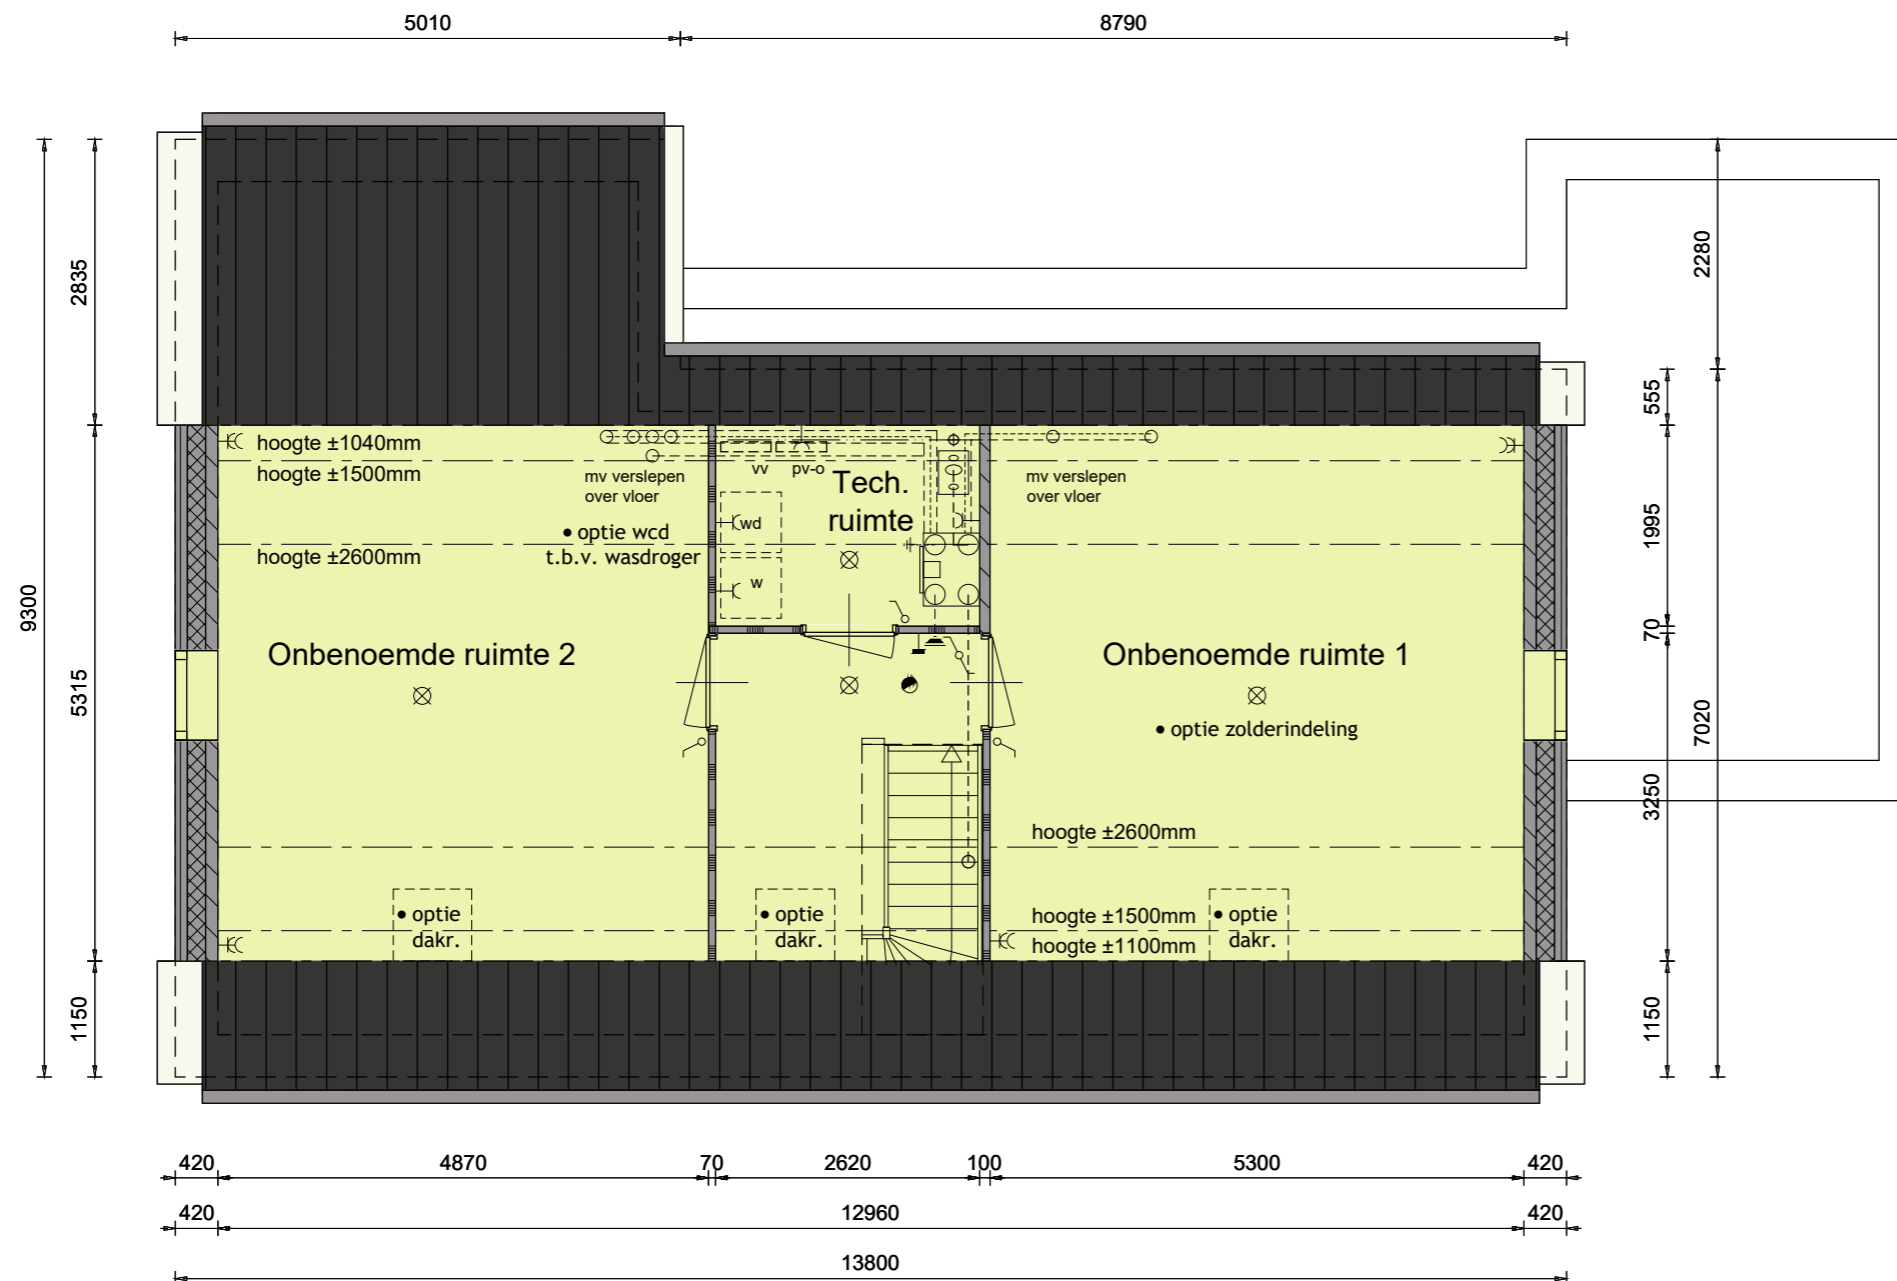 5010
8790
2835
9300
5315
1150
hoogte ±1040mm
hoogte ±1500mm
hoogte ±2600mm
mv verslepen
over vloer
• optie wcd
t.b.v. wasdroger
vv
pv-o
Tech.
ruimte
wd
w
mv verslepen
over vloer
Onbenoemde ruimte 2
Onbenoemde ruimte 1
• optie zolderindeling
hoogte ±2600mm
hoogte ±1500mm
hoogte ±1100mm
• optie
dakr.
• optie
dakr.
• optie
dakr.
2280
555
1995
70
7020
3250
1150
420
4870
70
2620
100
5300
420
420
12960
420
13800